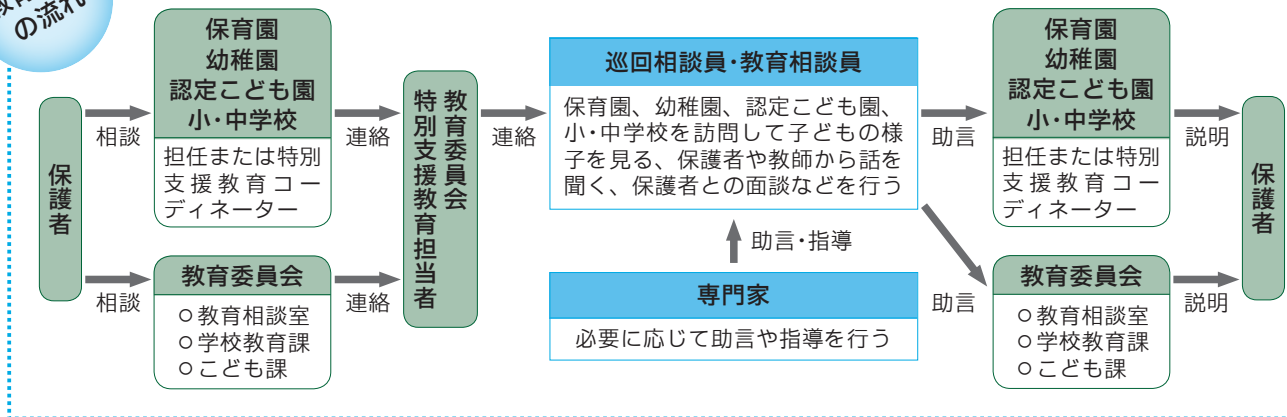 の流れ
保護者
相談
相談
保育園
幼稚園
認定こども園
小・中学校
担任または特別
支援教育コー
ディネーター
教育委員会
○教育相談室
○学校教育課
○こども課
連絡
連絡
教育委員会
特別支援教育担当者
連絡
巡回相談員・教育相談員
保育園、幼稚園、認定こども園、
小・中学校を訪問して子どもの様
子を見る、保護者や教師から話を
聞く、保護者との面談などを行う
助言・指導
専門家
必要に応じて助言や指導を行う
助言
助言
保育園
幼稚園
認定こども園
小・中学校
担任または特別
支援教育コー
ディネーター
教育委員会
○教育相談室
○学校教育課
○こども課
説明
説明
保護者